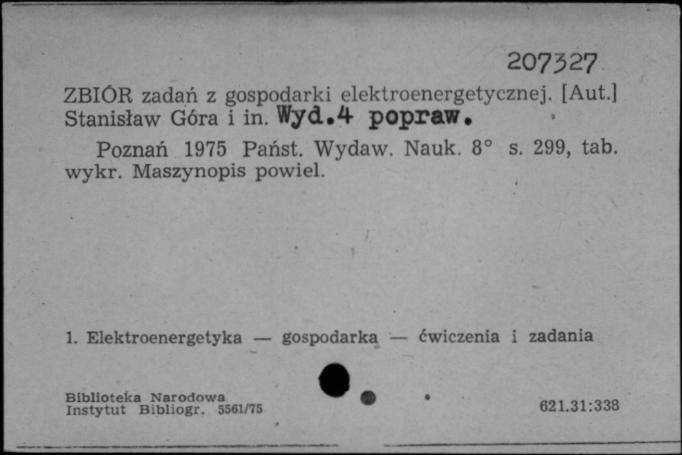 207327
ZBIÓR zadań z gospodarki elektroenergetycznej. [Aut.]
Stanisław Góra i in. Wyd.4 popraw.
Poznań 1975 Państ. Wydaw. Nauk. 8° s. 299, tab.
wykr. Maszynopis powiel.
1. Elektroenergetyka — gospodarka — ćwiczenia i zadania
Biblioteka Narodowa
Instytut Bibliogr. 5561/75
621.31:338